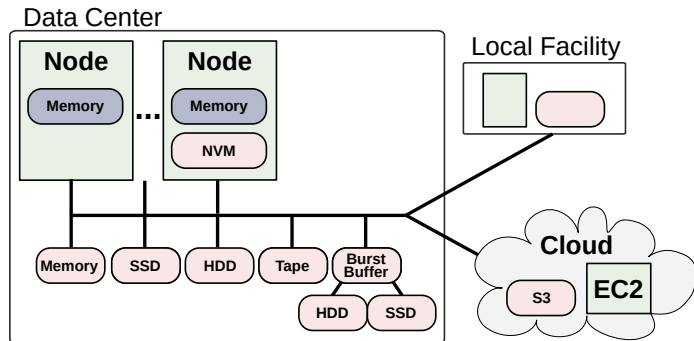 Data Center
Local Facility
Node
Node
Memory
...
Memory
NVM
Memory
SSD
HDD
Tape
Burst
Buffer
HDD
SSD
Cloud
S3
EC2